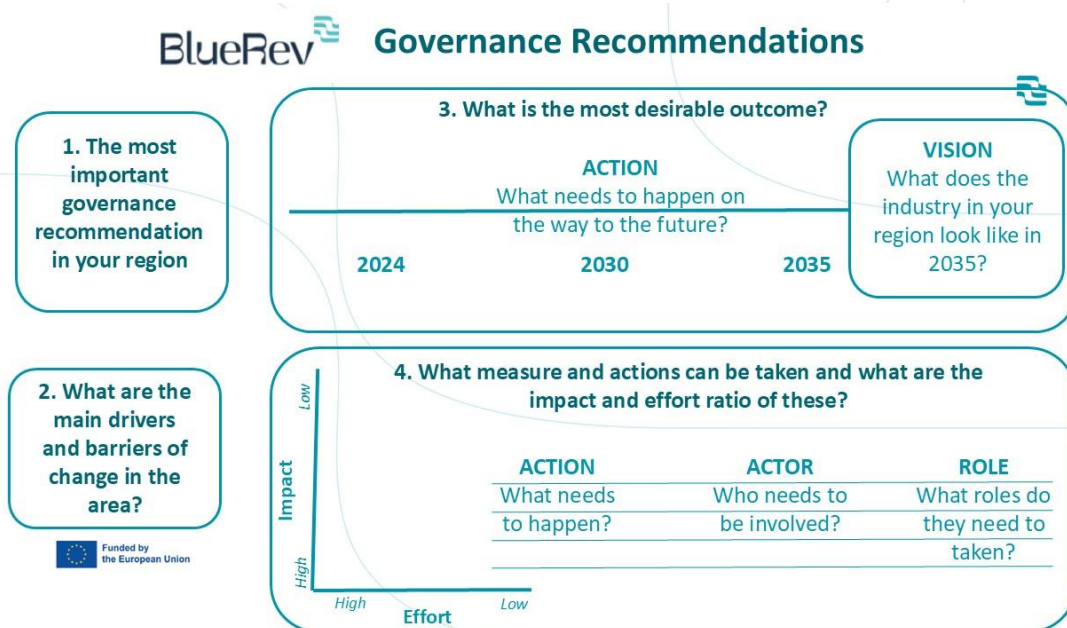 BlueRev
Governance Recommendations
1. The most
important
governance
recommendation
in your region
3. What is the most desirable outcome?
ACTION
What needs to happen on
the way to the future?
2024
2030
2035
VISION
What does the
industry in your
region look like in
2035?
2. What are the
main drivers
and barriers of
change in the
area?
Funded by
the European Union
4. What measure and actions can be taken and what are the
impact and effort ratio of these?
Low
Impact
High
High
Low
Effort
ACTION
What needs
to happen?
ACTOR
Who needs to
be involved?
ROLE
What roles do
they need to
taken?